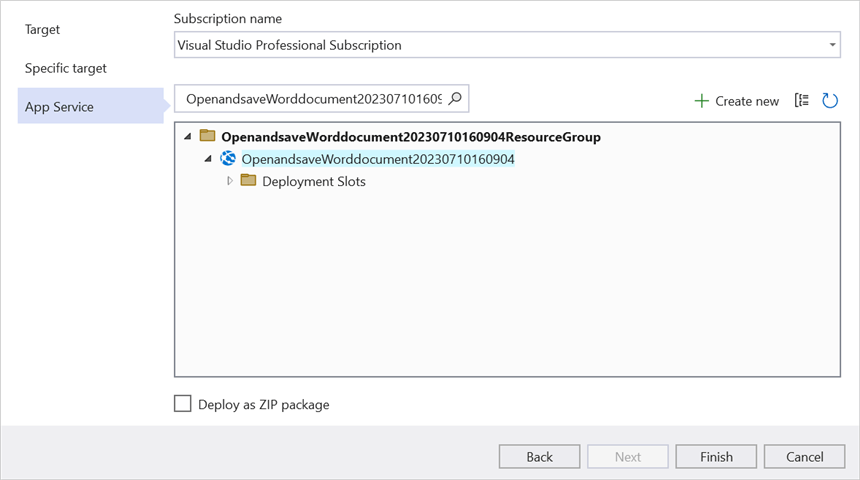 Target
Specific target
App Service
Subscription name
Visual Studio Professional Subscription
OpenandsaveWorddocument202307101609
Create new
OpenandsaveWorddocument20230710160904ResourceGroup
OpenandsaveWorddocument20230710160904
Deployment Slots
Deploy as ZIP package
Back
Next
Finish
Cancel